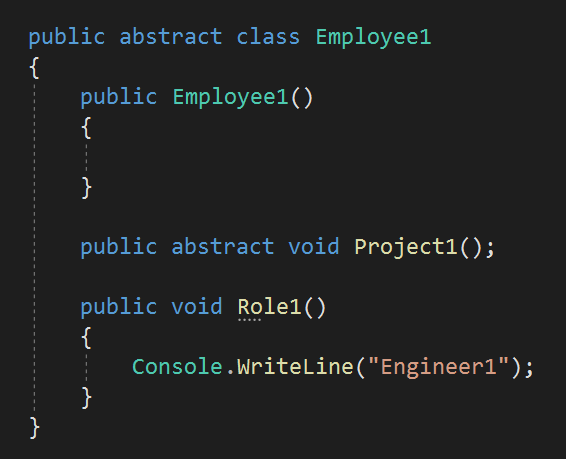 public abstract class Employee1
{
    public Employee1()
    {

    }

    public abstract void Project1();

    public void Role1()
    {
        Console.WriteLine("Engineer1");
    }
}